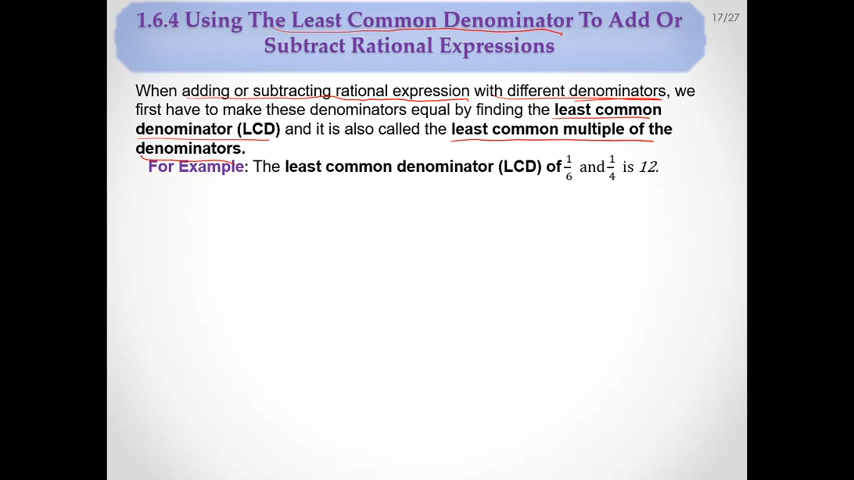 1.6.4 Using The Least Common Denominator To Add Or
17/27
Subtract Rational Expressions
When adding or subtracting rational expression with different denominators, we
first have to make these denominators equal by finding the least common
denominator (LCD) and it is also called the least common multiple of the
denominators.
For Example: The least common denominator (LCD) of 1/6 and 1/4 is 12.